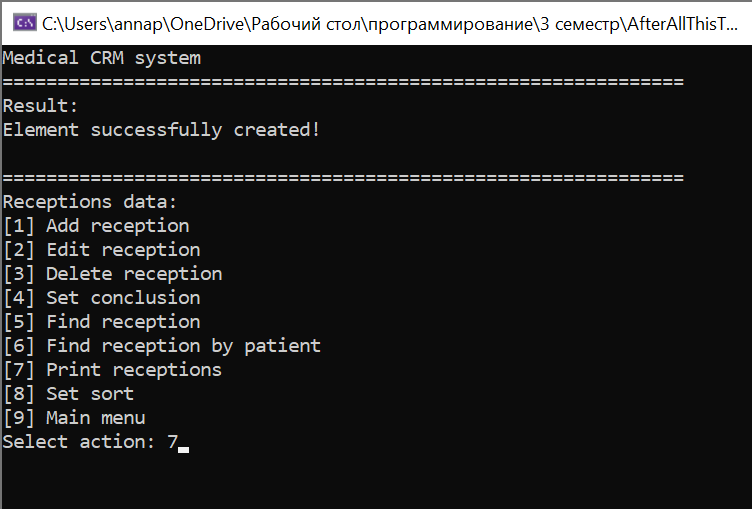 C:\Users\annap\OneDrive\Рабочий стол\программирование\3 семестр\AfterAllThisT...
Medical CRM system
==============================================================
Result:
Element successfully created!
==============================================================
Receptions data:
[1] Add reception
[2] Edit reception
[3] Delete reception
[4] Set conclusion
[5] Find reception
[6] Find reception by patient
[7] Print receptions
[8] Set sort
[9] Main menu
Select action: 7